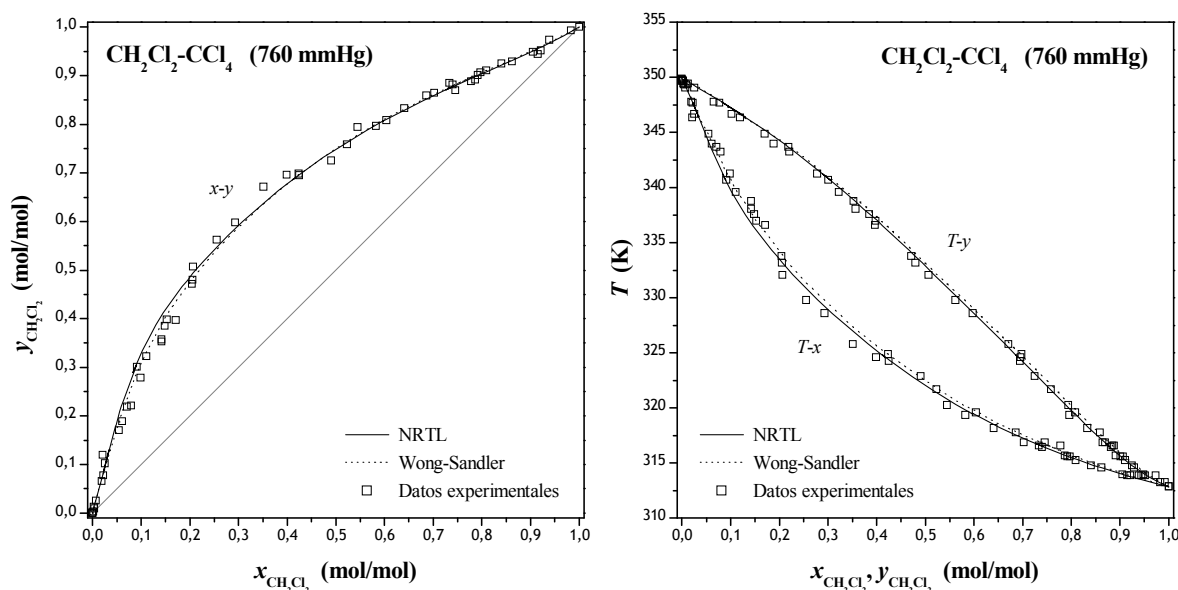 CH₂Cl₂-CCl₄ (760 mmHg)
1,0
0,9
0,8
0,7
0,6
0,5
0,4
0,3
0,2
0,1
0,0
y CH₂Cl₂ (mol/mol)
x-y
NRTL
Wong-Sandler
Datos experimentales
0,0 0,1 0,2 0,3 0,4 0,5 0,6 0,7 0,8 0,9 1,0
x CH₂Cl₂ (mol/mol)
CH₂Cl₂-CCl₄ (760 mmHg)
355
350
345
340
335
330
325
320
315
310
T (K)
T-y
T-x
NRTL
Wong-Sandler
Datos experimentales
0,0 0,1 0,2 0,3 0,4 0,5 0,6 0,7 0,8 0,9 1,0
x CH₂Cl₂, y CH₂Cl₂ (mol/mol)